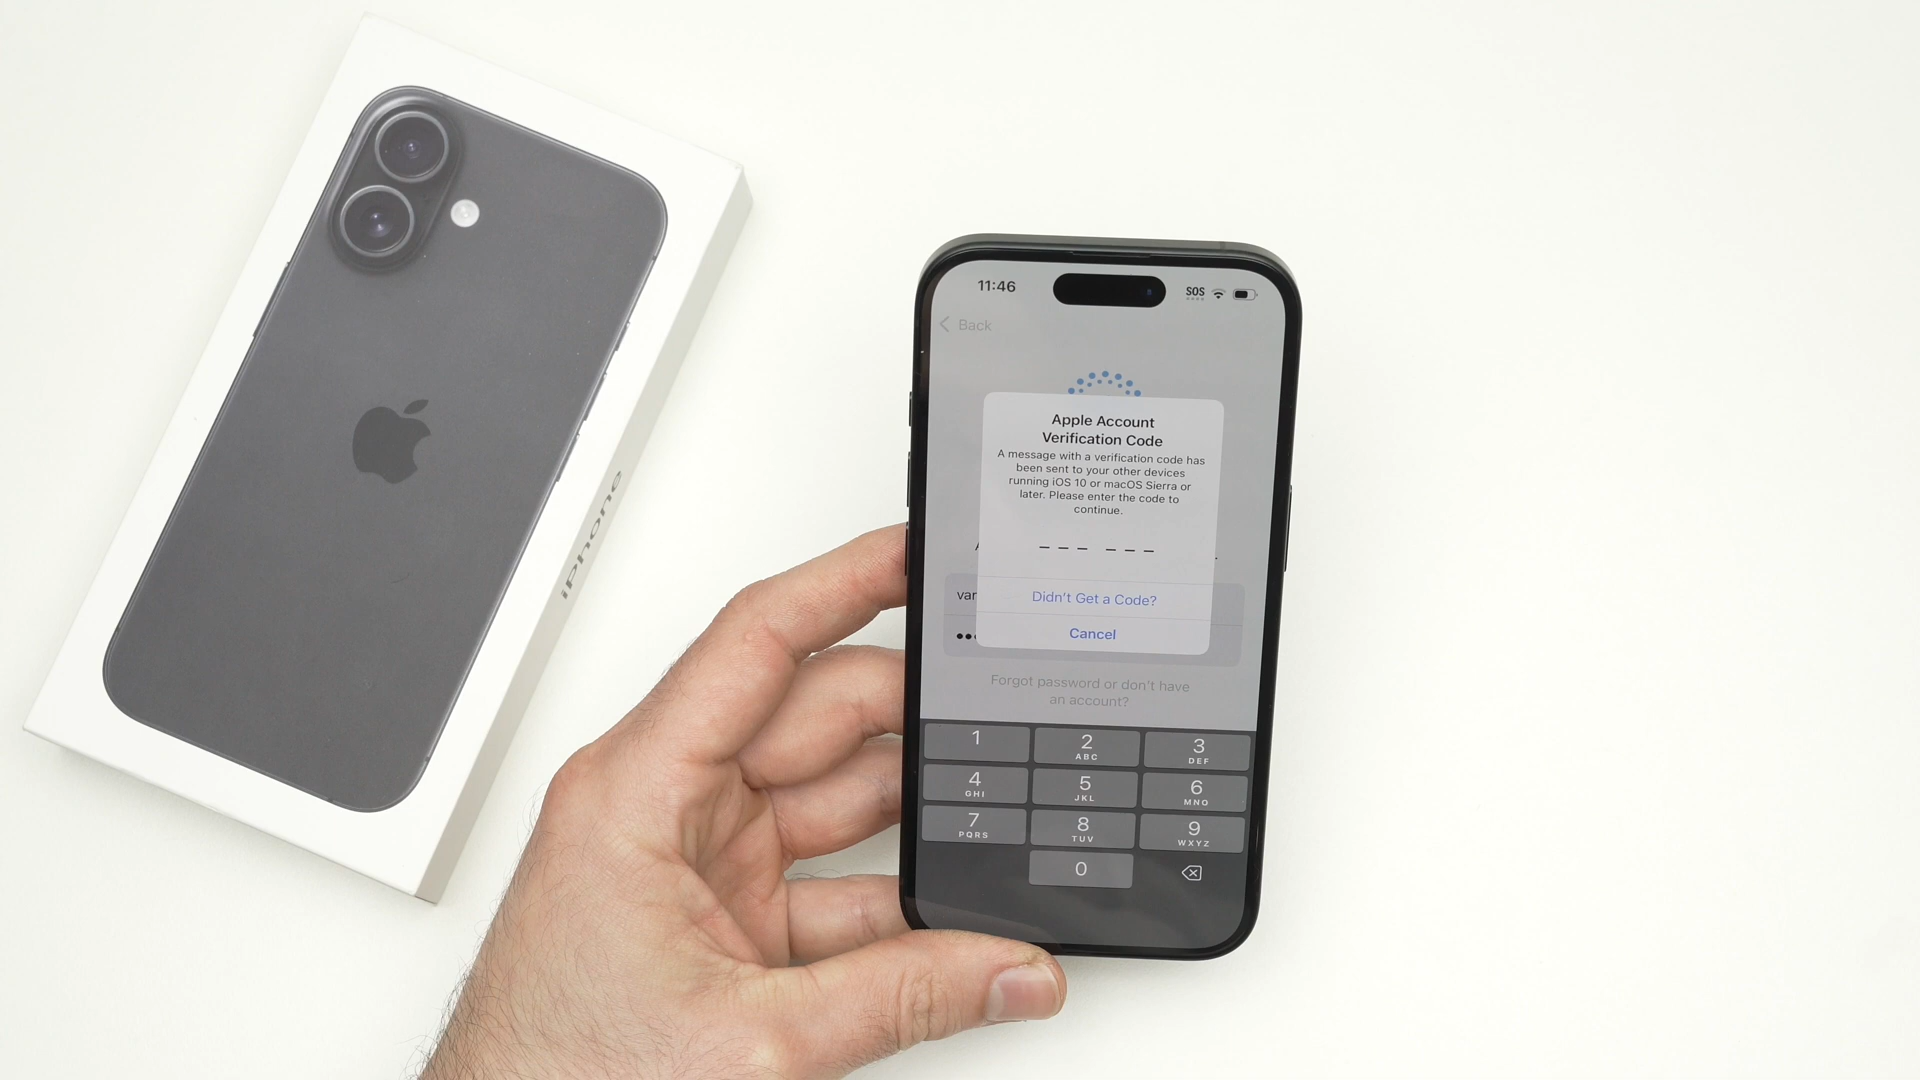 iPhone
11:46
SOS
Back
Apple Account
Verification Code
A message with a verification code has
been sent to your other devices
running iOS 10 or macOS Sierra or
later. Please enter the code to
continue.
Didn't Get a Code?
Cancel
Forgot password or don't have
an account?
1
2
ABC
3
DEF
4
GHI
5
JKL
6
MNO
7
PQRS
8
TUV
9
WXYZ
0